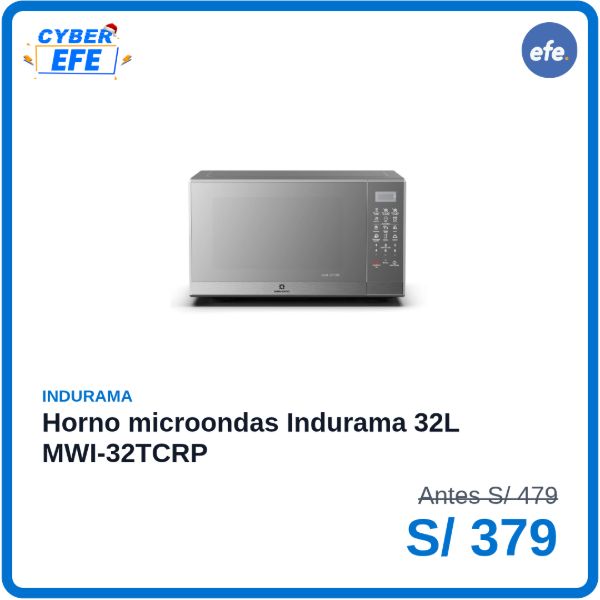 CYBER
EFE
efe.
INDURAMA
Horno microondas Indurama 32L
MWI-32TCRP
Antes S/ 479
S/ 379